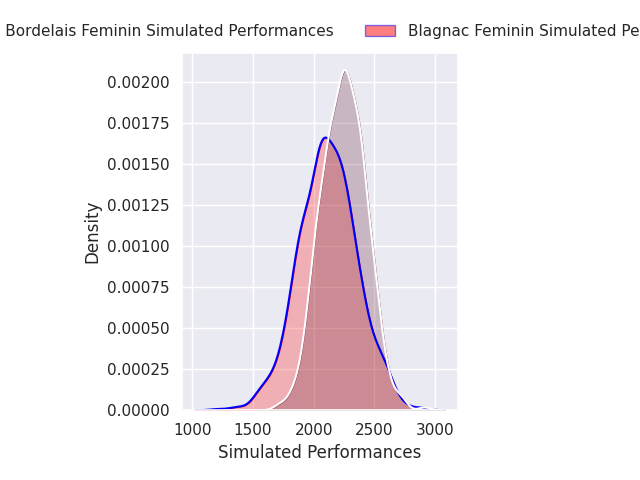 Bordelais Feminin Simulated Performances
Blagnac Feminin Simulated Pe
0.00200
0.00175
0.00150
0.00125
0.00100
0.00075
0.00050
0.00025
0.00000
Density
1000 1500 2000 2500 3000
Simulated Performances